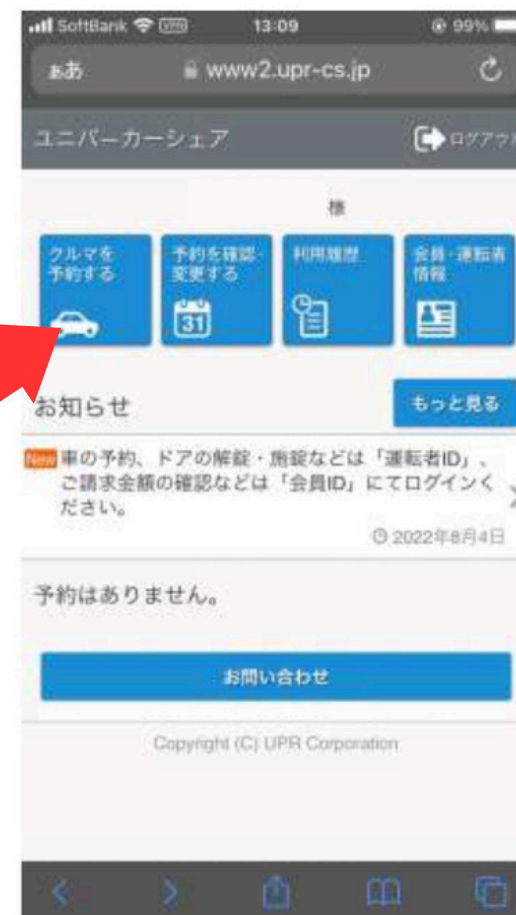 SoftBank VPN 13:09 99%
ぁあ www2.upr-cs.jp
ユニバーカーシェア ログアウト
様
クルマを
予約する
予約を確認・
変更する
31
利用履歴
会員・運転者
情報
お知らせ もっと見る
New 車の予約、ドアの解錠・施錠などは「運転者ID」、
ご請求金額の確認などは「会員ID」にてログインく
ださい。
2022年8月4日
予約はありません。
お問い合わせ
Copyright (C) UPR Corporation